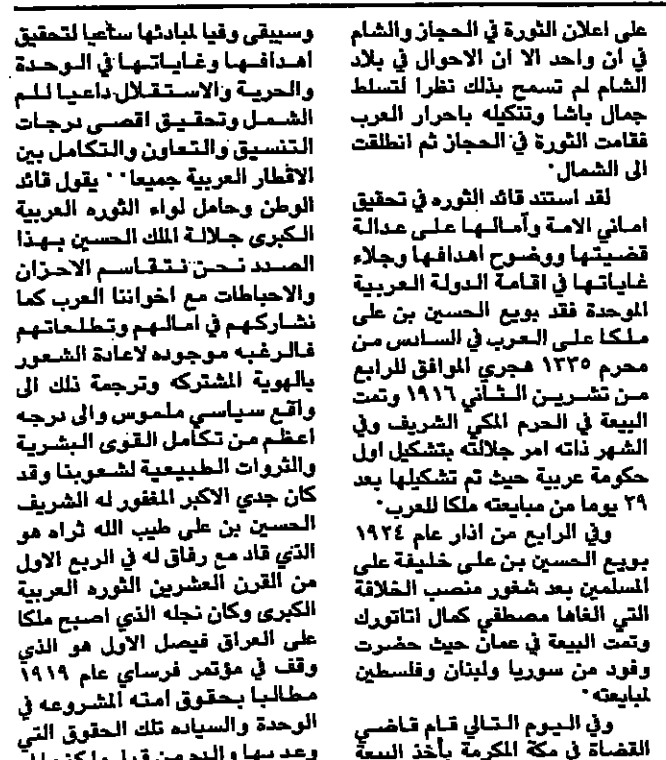 على اعلان الثورة في الحجاز والشام
في ان واحد الا ان الاحوال في بلاد
الشام لم تسمح بذلك نظرا لتسلط
جمال باشا وتنكيله باحرار العرب
فقامت الثورة في الحجاز ثم انطلقت
الى الشمال٠
لقد استند قائد الثوره في تحقيق
اماني الامة وآمالها على عدالة
قضيتها ووضوح اهدافها وجلاء
غاياتها في اقامة الدولة العربية
الموحدة فقد بويع الحسين بن على
ملكا على العرب في السادس من
محرم ١٣٣٥ هجري الموافق للرابع
من تشرين الثاني ١٩١٦ وتمت
البيعة في الحرم المكي الشريف وفي
الشهر ذاته امر جلالته بتشكيل اول
حكومة عربية حيث تم تشكيلها بعد
٢٩ يوما من مبايعته ملكا للعرب٠
وفي الرابع من اذار عام ١٩٢٤
بويع الحسين بن على خليفة على
المسلمين بعد شغور منصب الخلافة
التي الغاها مصطفي كمال اتاتورك
وتمت البيعة في عمان حيث حضرت
وفود من سوريا ولبنان وفلسطين
لمبايعته٠
وفي اليوم التالي قام قاضي
القضاة في مكة المكرمة بأخذ البيعة
وسيبقى وفيا لمبادئها ساعيا لتحقيق
اهدافها وغاياتها في الوحدة
والحرية والاستقلال داعيا للم
الشمل وتحقيق اقصى درجات
التنسيق والتعاون والتكامل بين
الاقطار العربية جميعا٠٠ يقول قائد
الوطن وحامل لواء الثوره العربية
الكبرى جلالة الملك الحسين بهذا
الصدد نحن نتقاسم الاحزان
والاحباطات مع اخواننا العرب كما
نشاركهم في امالهم وتطلعاتهم
فالرغبه موجوده لاعادة الشعور
بالهوية المشتركه وترجمة ذلك الى
واقع سياسي ملموس والى درجه
اعظم من تكامل القوى البشرية
والثروات الطبيعية لشعوبنا وقد
كان جدي الاكبر المغفور له الشريف
الحسين بن على طيب الله ثراه هو
الذي قاد مع رفاق له في الربع الاول
من القرن العشرين الثوره العربية
الكبرى وكان نجله الذي اصبح ملكا
على العراق فيصل الاول هو الذي
وقف في مؤتمر فرساي عام ١٩١٩
مطالبا بحقوق امته المشروعه في
الوحدة والسياده تلك الحقوق التي